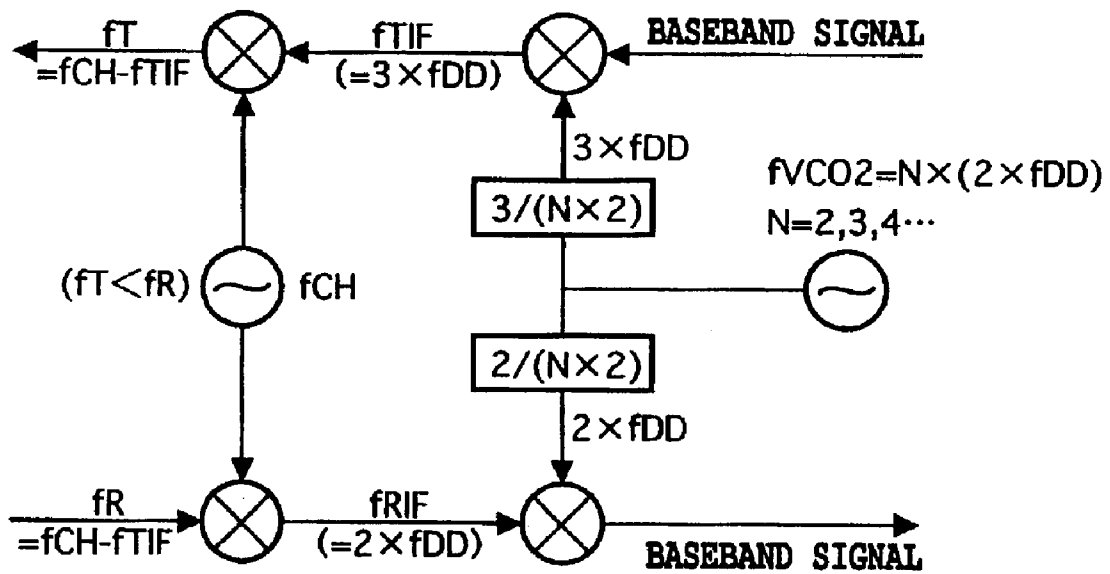 fT
=fCH-fTIF
fTIF
(=3×fDD)
BASEBAND SIGNAL
3×fDD
3/(N×2)
fVCO2=N×(2×fDD)
N=2,3,4···
(fT<fR)
fCH
2/(N×2)
2×fDD
fR
=fCH-fTIF
fRIF
(=2×fDD)
BASEBAND SIGNAL